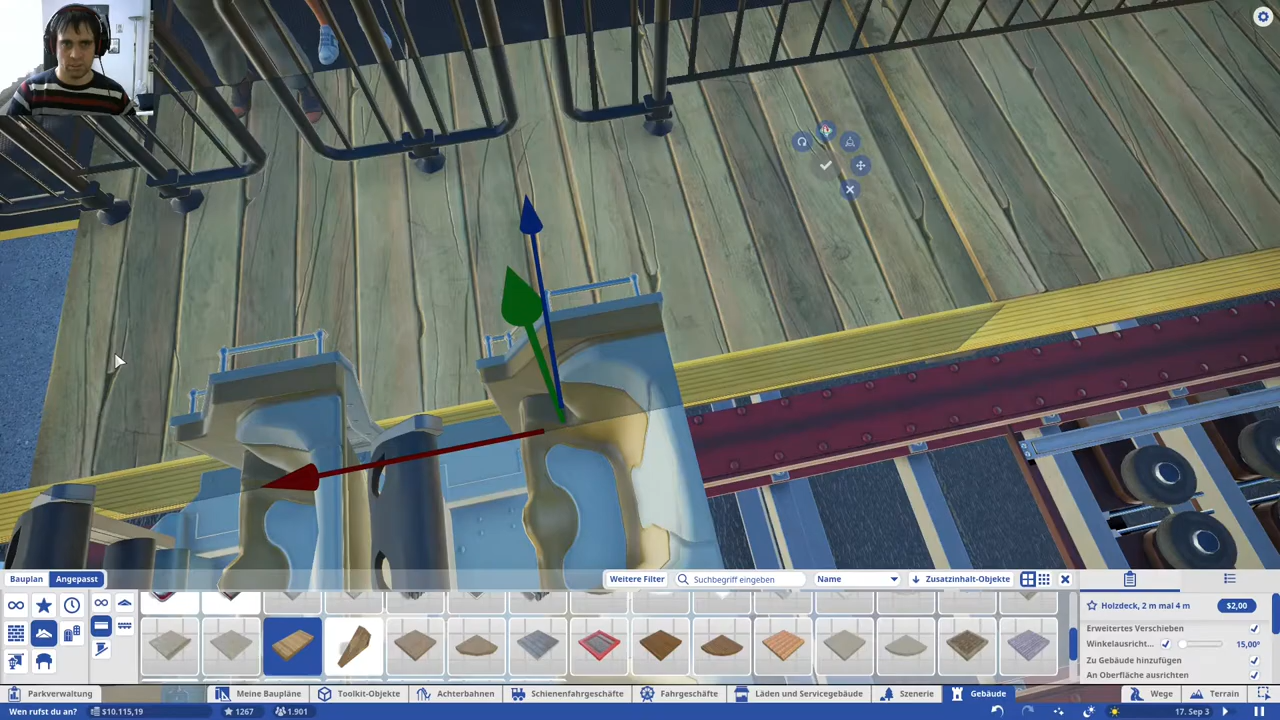 Bauplan Angepasst Weitere Filter Suchbegriff eingeben Name Zusatzinhalt-Objekte
Holzdeck, 2 m mal 4 m $2,00
Erweitertes Verschieben
Winkelausricht... 15,00°
Zu Gebäude hinzufügen
An Oberfläche ausrichten
Parkverwaltung Meine Baupläne Toolkit-Objekte Achterbahnen Schienenfahrgeschäfte Fahrgeschäfte Läden und Servicegebäude Szenerie Gebäude Wege Terrain
Wen rufst du an? $10.115,19 1267 1.901 17. Sep 3